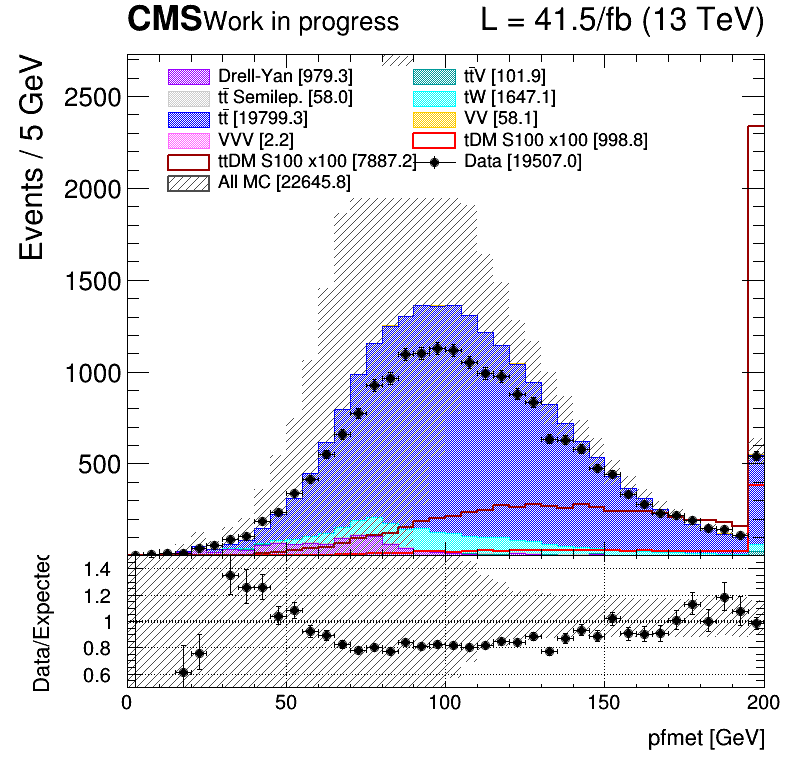 CMS Work in progress L = 41.5/fb (13 TeV)
Events / 5 GeV
2500
2000
1500
1000
500
Drell-Yan [979.3] tt̄V [101.9]
tt̄ Semilep. [58.0] tW [1647.1]
tt̄ [19799.3] VV [58.1]
VVV [2.2] tDM S100 x100 [998.8]
ttDM S100 x100 [7887.2] Data [19507.0]
All MC [22645.8]
Data/Expected
1.4
1.2
1
0.8
0.6
0 50 100 150 200
pfmet [GeV]